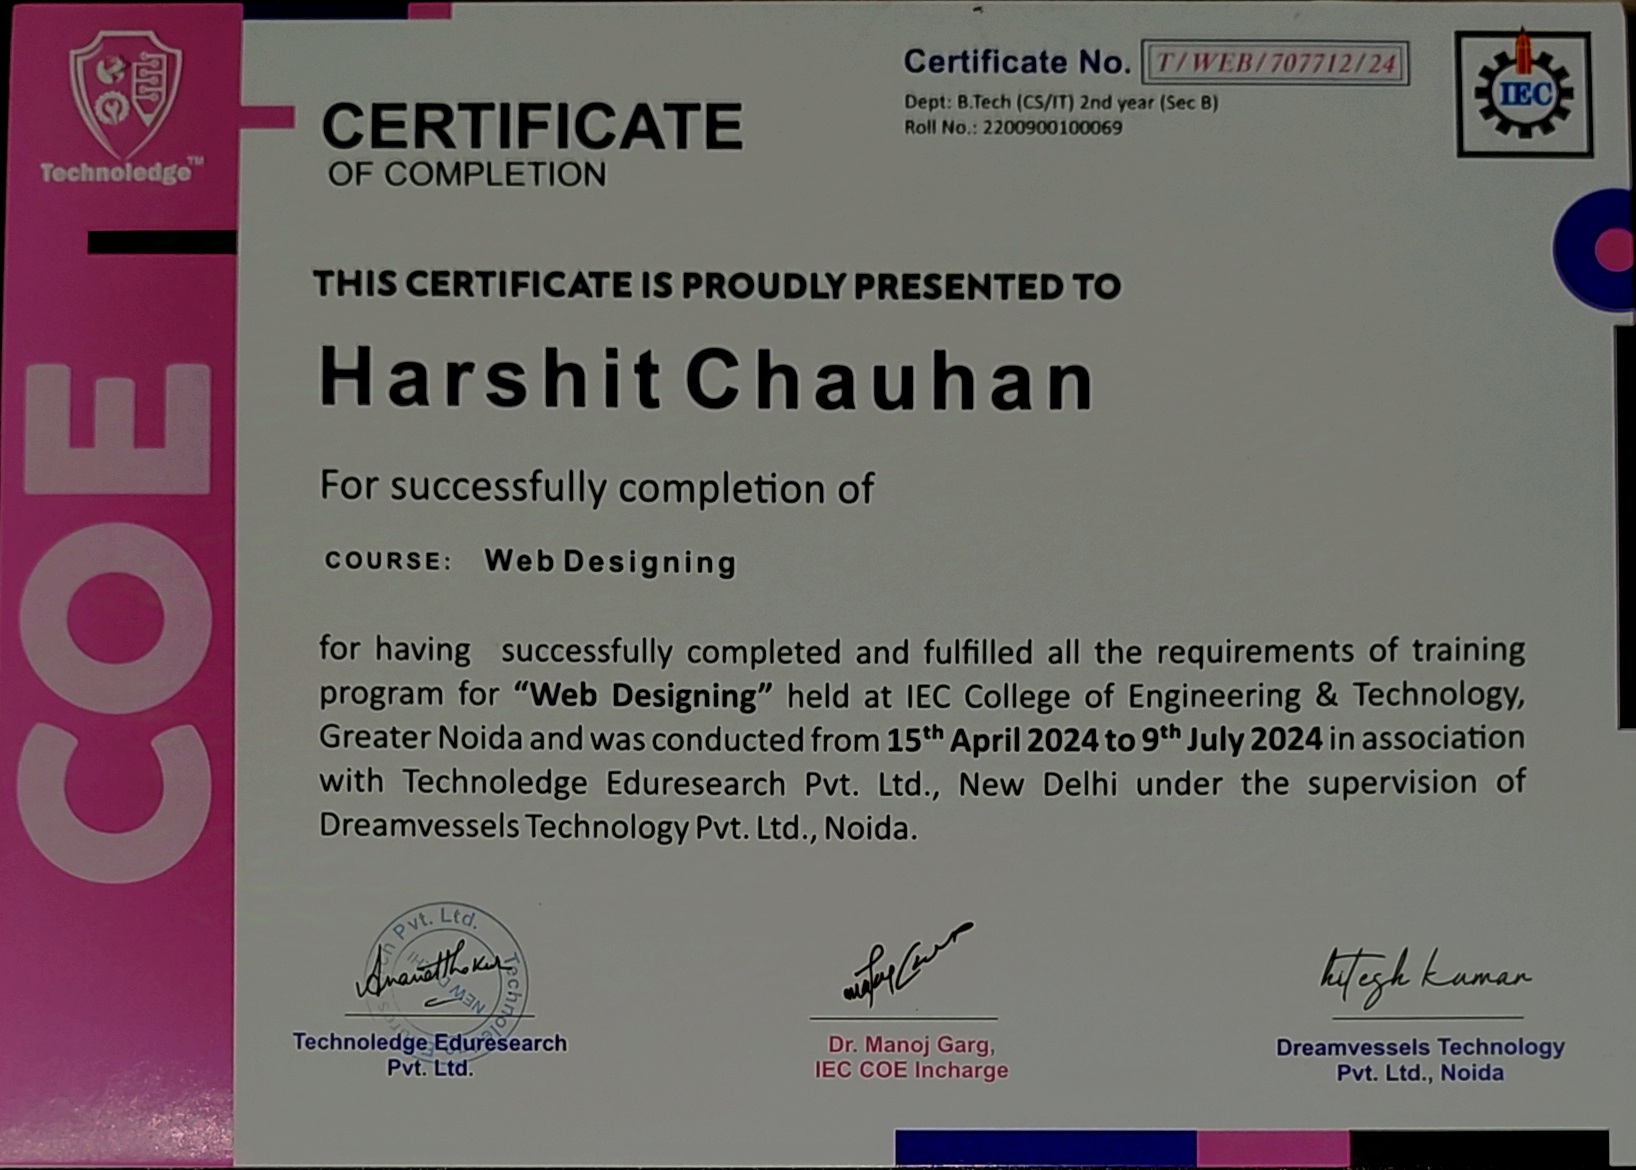 Technoledge™
COE
CERTIFICATE
OF COMPLETION
Certificate No. T/WEB/707712/24
Dept: B.Tech (CS/IT) 2nd year (Sec B)
Roll No.: 2200900100069
IEC
THIS CERTIFICATE IS PROUDLY PRESENTED TO
Harshit Chauhan
For successfully completion of
COURSE: Web Designing
for having successfully completed and fulfilled all the requirements of training
program for “Web Designing” held at IEC College of Engineering & Technology,
Greater Noida and was conducted from 15th April 2024 to 9th July 2024 in association
with Technoledge Eduresearch Pvt. Ltd., New Delhi under the supervision of
Dreamvessels Technology Pvt. Ltd., Noida.
Pvt. Ltd.
NEW
Technoledge Eduresearch
Pvt. Ltd.
Dr. Manoj Garg,
IEC COE Incharge
hitesh kumar
Dreamvessels Technology
Pvt. Ltd., Noida